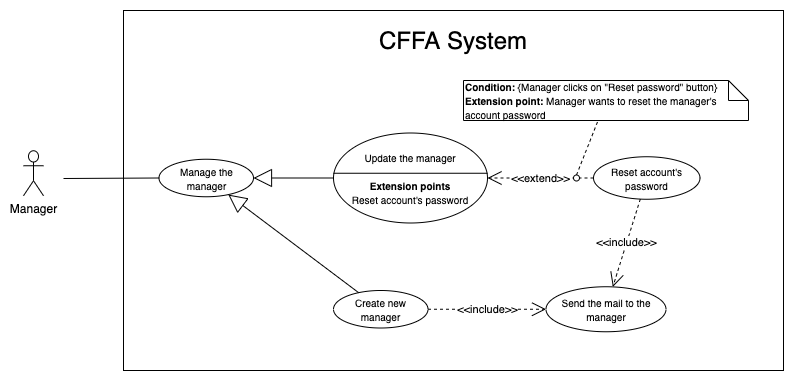 CFFA System
Condition: {Manager clicks on "Reset password" button}
Extension point: Manager wants to reset the manager's
account password
Manager
Manage the
manager
Update the manager
Extension points
Reset account's password
<<extend>>
Reset account's
password
<<include>>
Create new
manager
<<include>>
Send the mail to the
manager